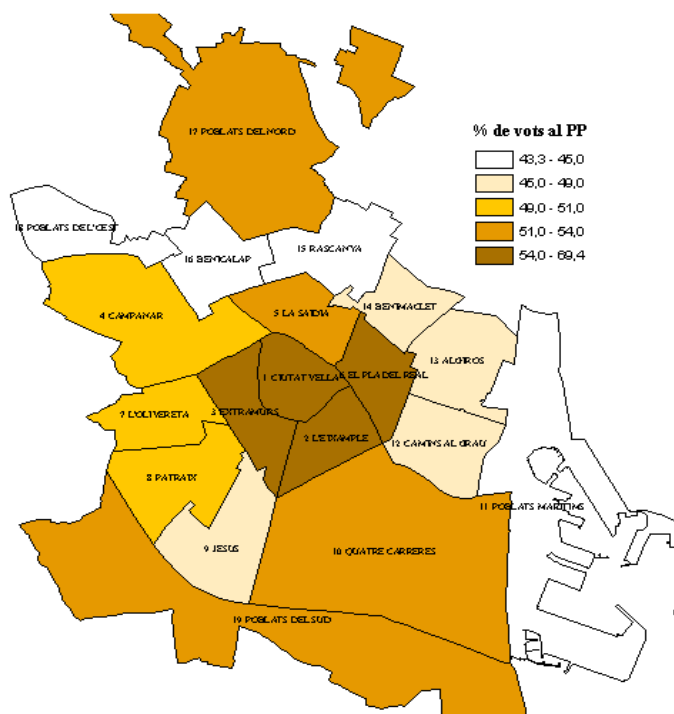 17 POBLATS DEL NORD
% de vots al PP
43,3 - 45,0
45,0 - 49,0
49,0 - 51,0
51,0 - 54,0
54,0 - 69,4
18 POBLATS DE L'OEST
16 BENICALAP
15 RASCANYA
4 CAMPANAR
5 LA SAIDIA
14 BENIMACLET
13 ALGIROS
1 CIUTAT VELLA
6 EL PLA DEL REAL
7 L'OLIVERETA
3 EXTRAMURS
2 L'EIXAMPLE
12 CAMINS AL GRAU
8 PATRAIX
11 POBLATS MARITIMS
9 JESUS
10 QUATRE CARRERES
19 POBLATS DEL SUD